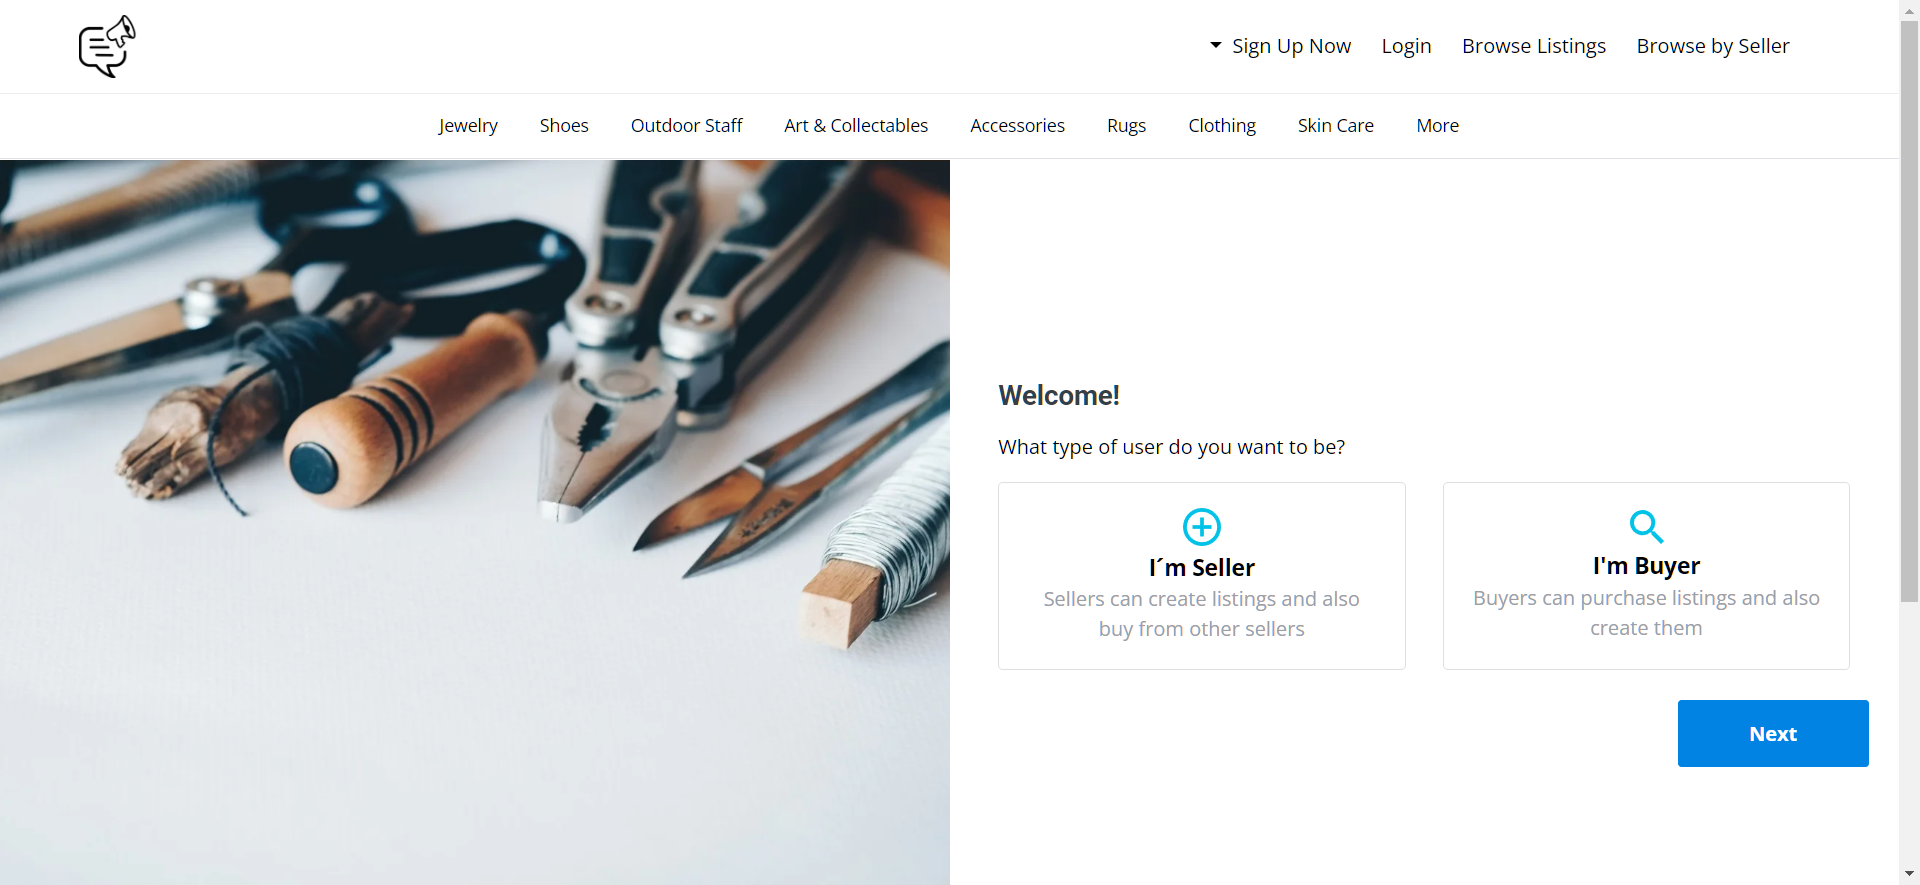 Sign Up Now Login Browse Listings Browse by Seller
Jewelry Shoes Outdoor Staff Art & Collectables Accessories Rugs Clothing Skin Care More
Welcome!
What type of user do you want to be?
I´m Seller
Sellers can create listings and also
buy from other sellers
I'm Buyer
Buyers can purchase listings and also
create them
Next